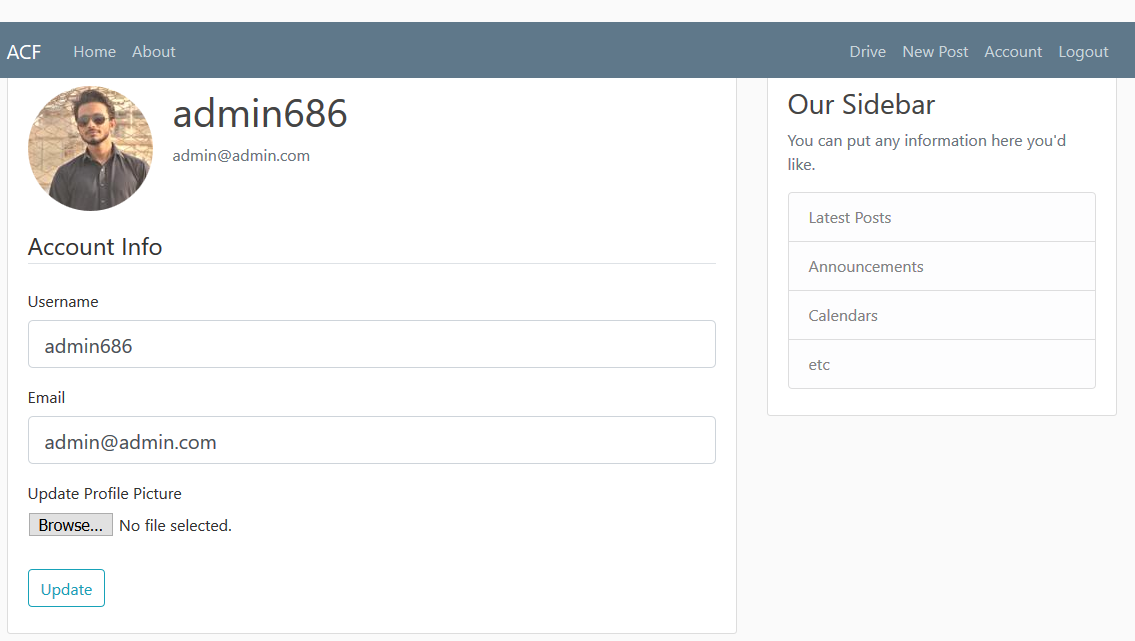 ACF Home About Drive New Post Account Logout
admin686
admin@admin.com
Account Info
Username
admin686
Email
admin@admin.com
Update Profile Picture
Browse... No file selected.
Update
Our Sidebar
You can put any information here you'd
like.
Latest Posts
Announcements
Calendars
etc